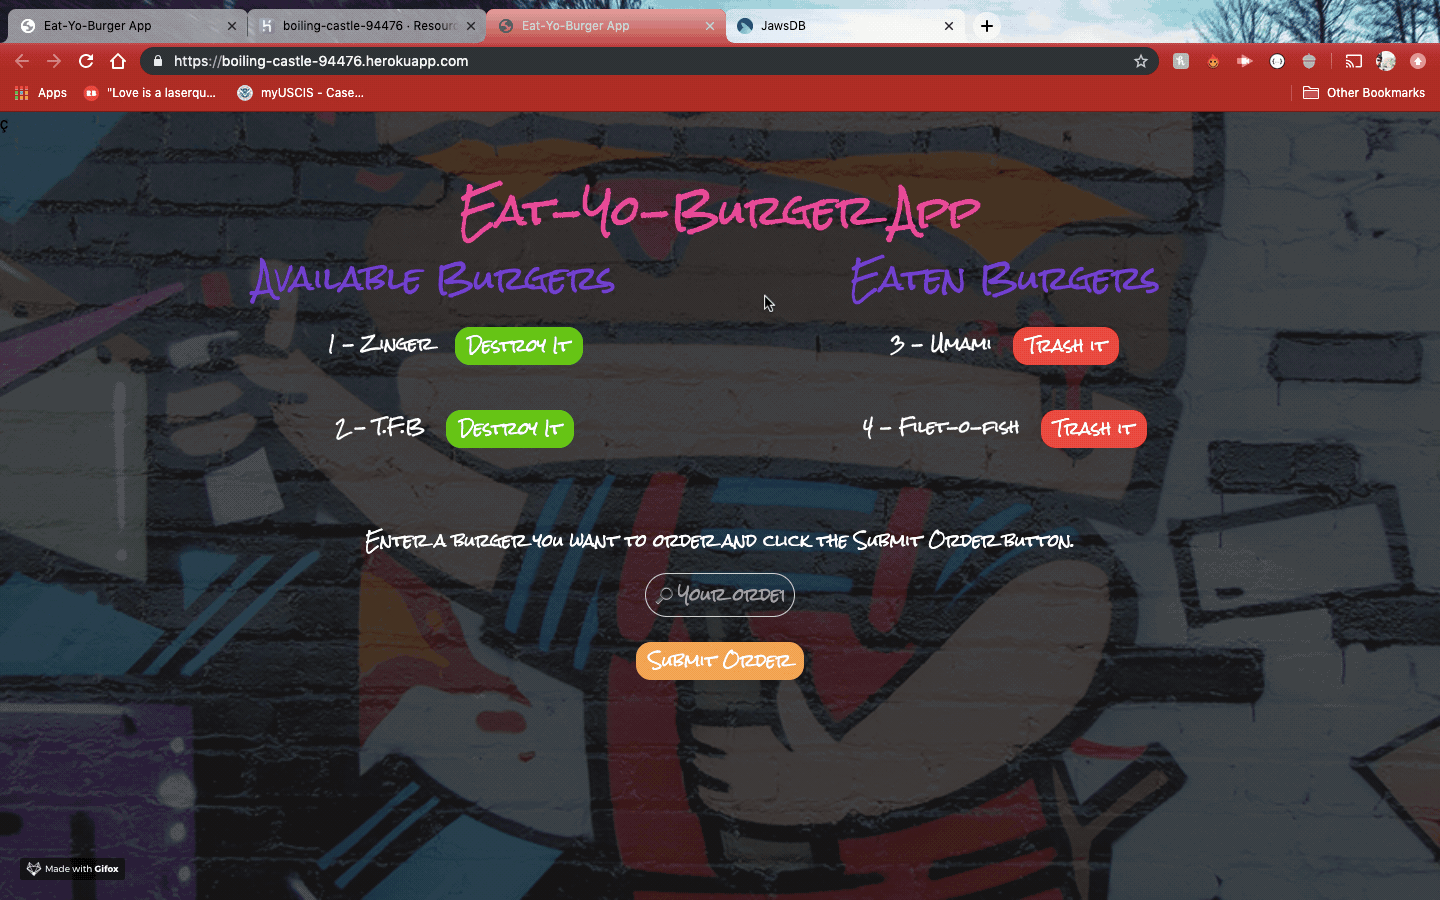 Eat-Yo-Burger App
boiling-castle-94476 · Resourc
Eat-Yo-Burger App
JawsDB
https://boiling-castle-94476.herokuapp.com
Apps
"Love is a laserqu...
myUSCIS - Case...
Other Bookmarks
ç
Eat-Yo-Burger App
Available Burgers
Eaten Burgers
1 - Zinger
Destroy It
3 - Umami
Trash it
2 - T.F.B
Destroy It
4 - Filet-o-fish
Trash it
Enter a burger you want to order and click the Submit Order button.
Your order
Submit Order
Made with Gifox